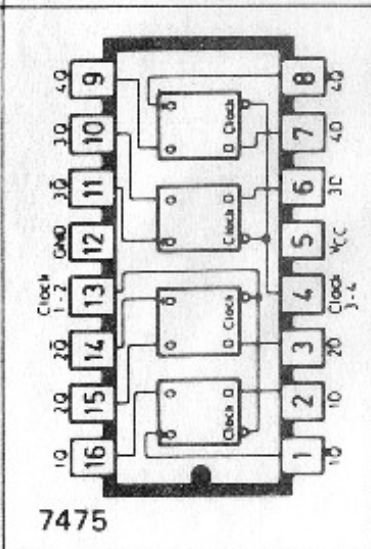 1Q 2Q 2Q̄ Clock 1-2 GND 3Q̄ 3Q 4Q
16 15 14 13 12 11 10 9
Clock D Clock D Clock D Clock D
1 2 3 4 5 6 7 8
1Q̄ 1D 2D Clock 3-4 VCC 3D 4D 4Q̄
7475